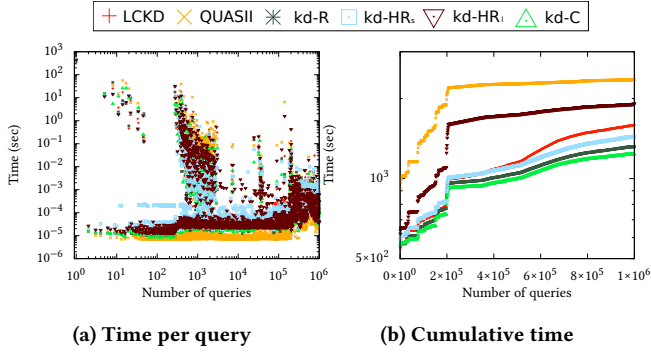 LCKD QUASII kd-R kd-HRₛ kd-HRₗ kd-C
Time (sec)
10³
10²
10¹
10⁰
10⁻¹
10⁻²
10⁻³
10⁻⁴
10⁻⁵
10⁻⁶
10⁰ 10¹ 10² 10³ 10⁴ 10⁵ 10⁶
Number of queries
(a) Time per query
Time (sec)
10³
5×10²
0×10⁰ 2×10⁵ 4×10⁵ 6×10⁵ 8×10⁵ 1×10⁶
Number of queries
(b) Cumulative time